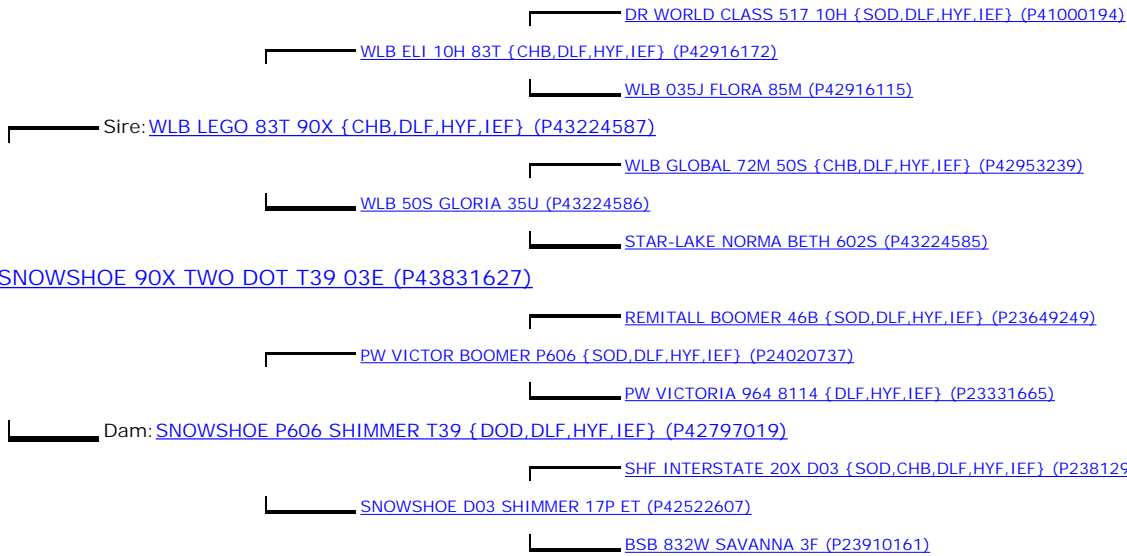 DR WORLD CLASS 517 10H {SOD,DLF,HYF,IEF} (P41000194)
WLB ELI 10H 83T {CHB,DLF,HYF,IEF} (P42916172)
WLB 035J FLORA 85M (P42916115)
Sire: WLB LEGO 83T 90X {CHB,DLF,HYF,IEF} (P43224587)
WLB GLOBAL 72M 50S {CHB,DLF,HYF,IEF} (P42953239)
WLB 50S GLORIA 35U (P43224586)
STAR-LAKE NORMA BETH 602S (P43224585)
SNOWSHOE 90X TWO DOT T39 03E (P43831627)
REMITALL BOOMER 46B {SOD,DLF,HYF,IEF} (P23649249)
PW VICTOR BOOMER P606 {SOD,DLF,HYF,IEF} (P24020737)
PW VICTORIA 964 8114 {DLF,HYF,IEF} (P23331665)
Dam: SNOWSHOE P606 SHIMMER T39 {DOD,DLF,HYF,IEF} (P42797019)
SHF INTERSTATE 20X D03 {SOD,CHB,DLF,HYF,IEF} (P238129
SNOWSHOE D03 SHIMMER 17P ET (P42522607)
BSB 832W SAVANNA 3F (P23910161)